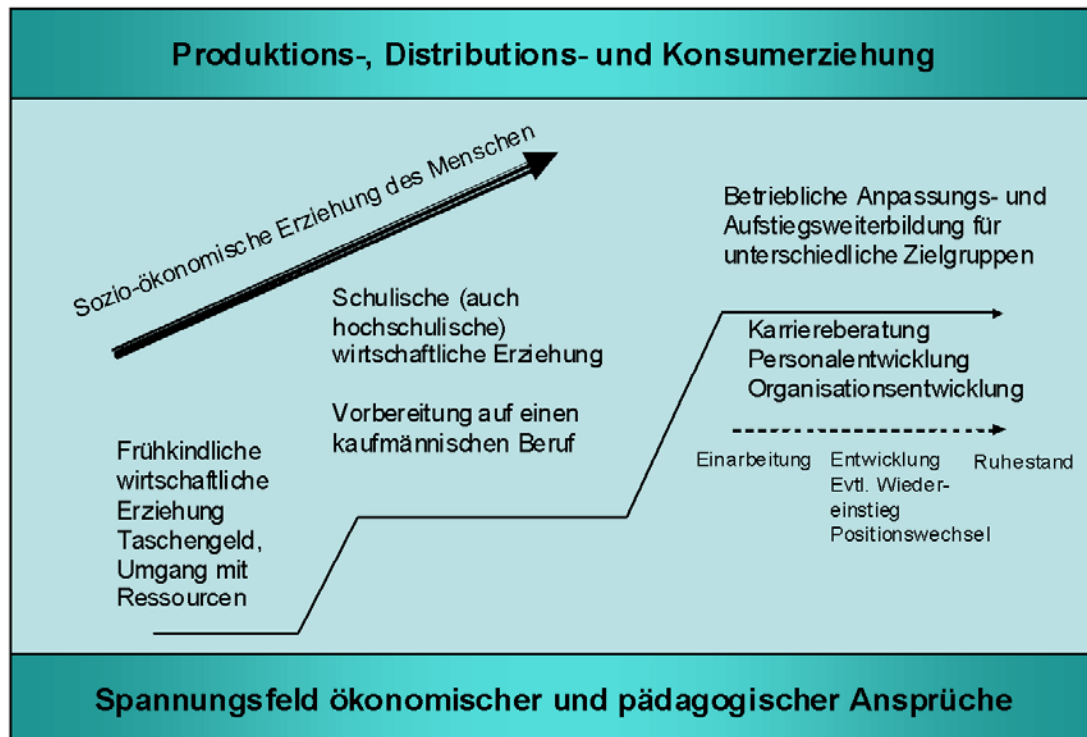 Produktions-, Distributions- und Konsumerziehung
Sozio-ökonomische Erziehung des Menschen
Betriebliche Anpassungs- und
Aufstiegsweiterbildung für
unterschiedliche Zielgruppen
Schulische (auch
hochschulische)
wirtschaftliche Erziehung
Vorbereitung auf einen
kaufmännischen Beruf
Karriereberatung
Personalentwicklung
Organisationsentwicklung
Frühkindliche
wirtschaftliche
Erziehung
Taschengeld,
Umgang mit
Ressourcen
Einarbeitung
Entwicklung
Evtl. Wieder-
einstieg
Positionswechsel
Ruhestand
Spannungsfeld ökonomischer und pädagogischer Ansprüche